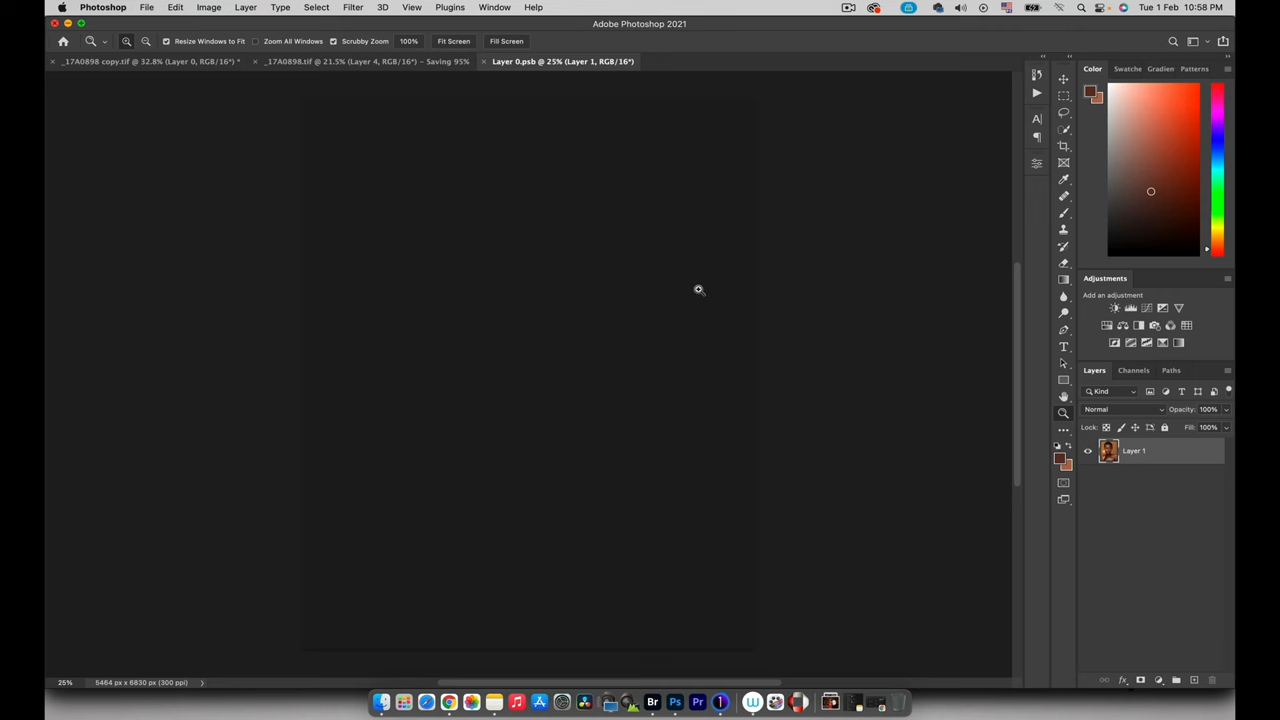 Photoshop File Edit Image Layer Type Select Filter 3D View Plugins Window Help Tue 1 Feb 10:58 PM
Adobe Photoshop 2021
Resize Windows to Fit Zoom All Windows Scrubby Zoom 100% Fit Screen Fill Screen
_17A0898 copy.tif @ 32.8% (Layer 0, RGB/16*) * _17A0898.tif @ 21.5% (Layer 4, RGB/16*) ~ Saving 95% Layer 0.psb @ 25% (Layer 1, RGB/16*)
Color Swatche Gradien Patterns
Adjustments
Add an adjustment
Layers Channels Paths
Kind
Normal Opacity: 100%
Lock: Fill: 100%
Layer 1
25% 5464 px x 6830 px (300 ppi)